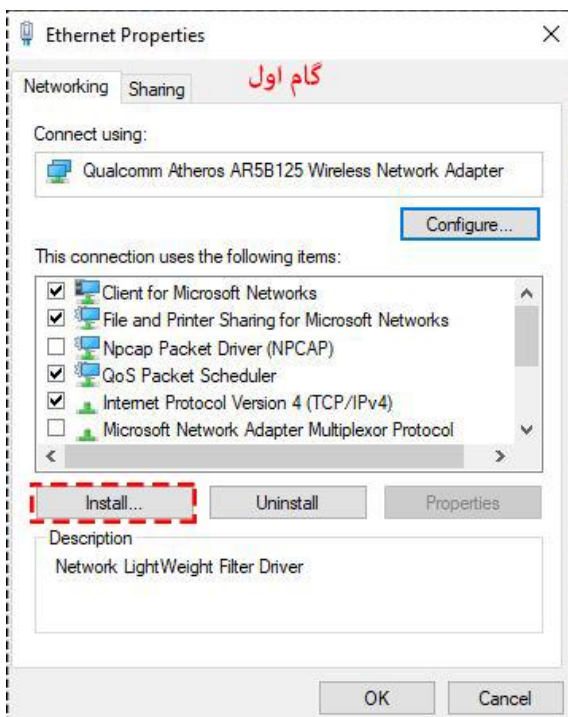 Ethernet Properties
گام اول
Networking Sharing
Connect using:
Qualcomm Atheros AR5B125 Wireless Network Adapter
Configure...
This connection uses the following items:
Client for Microsoft Networks
File and Printer Sharing for Microsoft Networks
Npcap Packet Driver (NPCAP)
QoS Packet Scheduler
Internet Protocol Version 4 (TCP/IPv4)
Microsoft Network Adapter Multiplexor Protocol
Install... Uninstall Properties
Description
Network LightWeight Filter Driver
OK Cancel